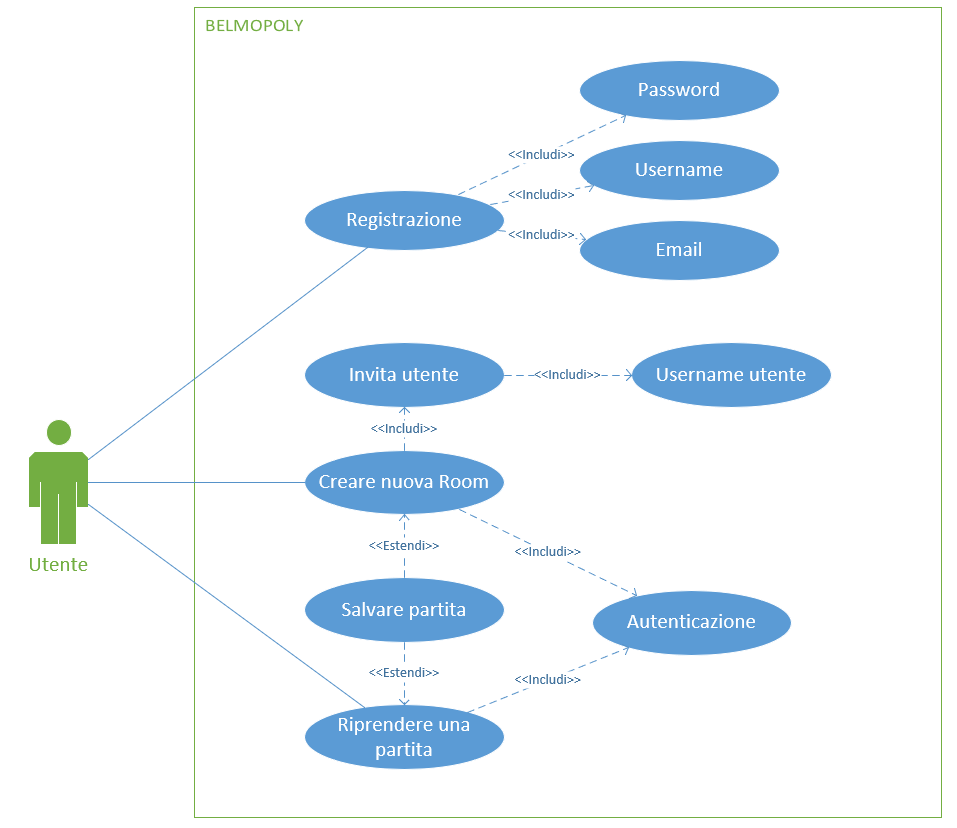 BELMOPOLY
Password
<<Includi>>
Username
<<Includi>>
Registrazione
<<Includi>>
Email
Invita utente
<<Includi>>
Username utente
<<Includi>>
Creare nuova Room
<<Estendi>>
<<Includi>>
Utente
Salvare partita
Autenticazione
<<Estendi>>
<<Includi>>
Riprendere una
partita